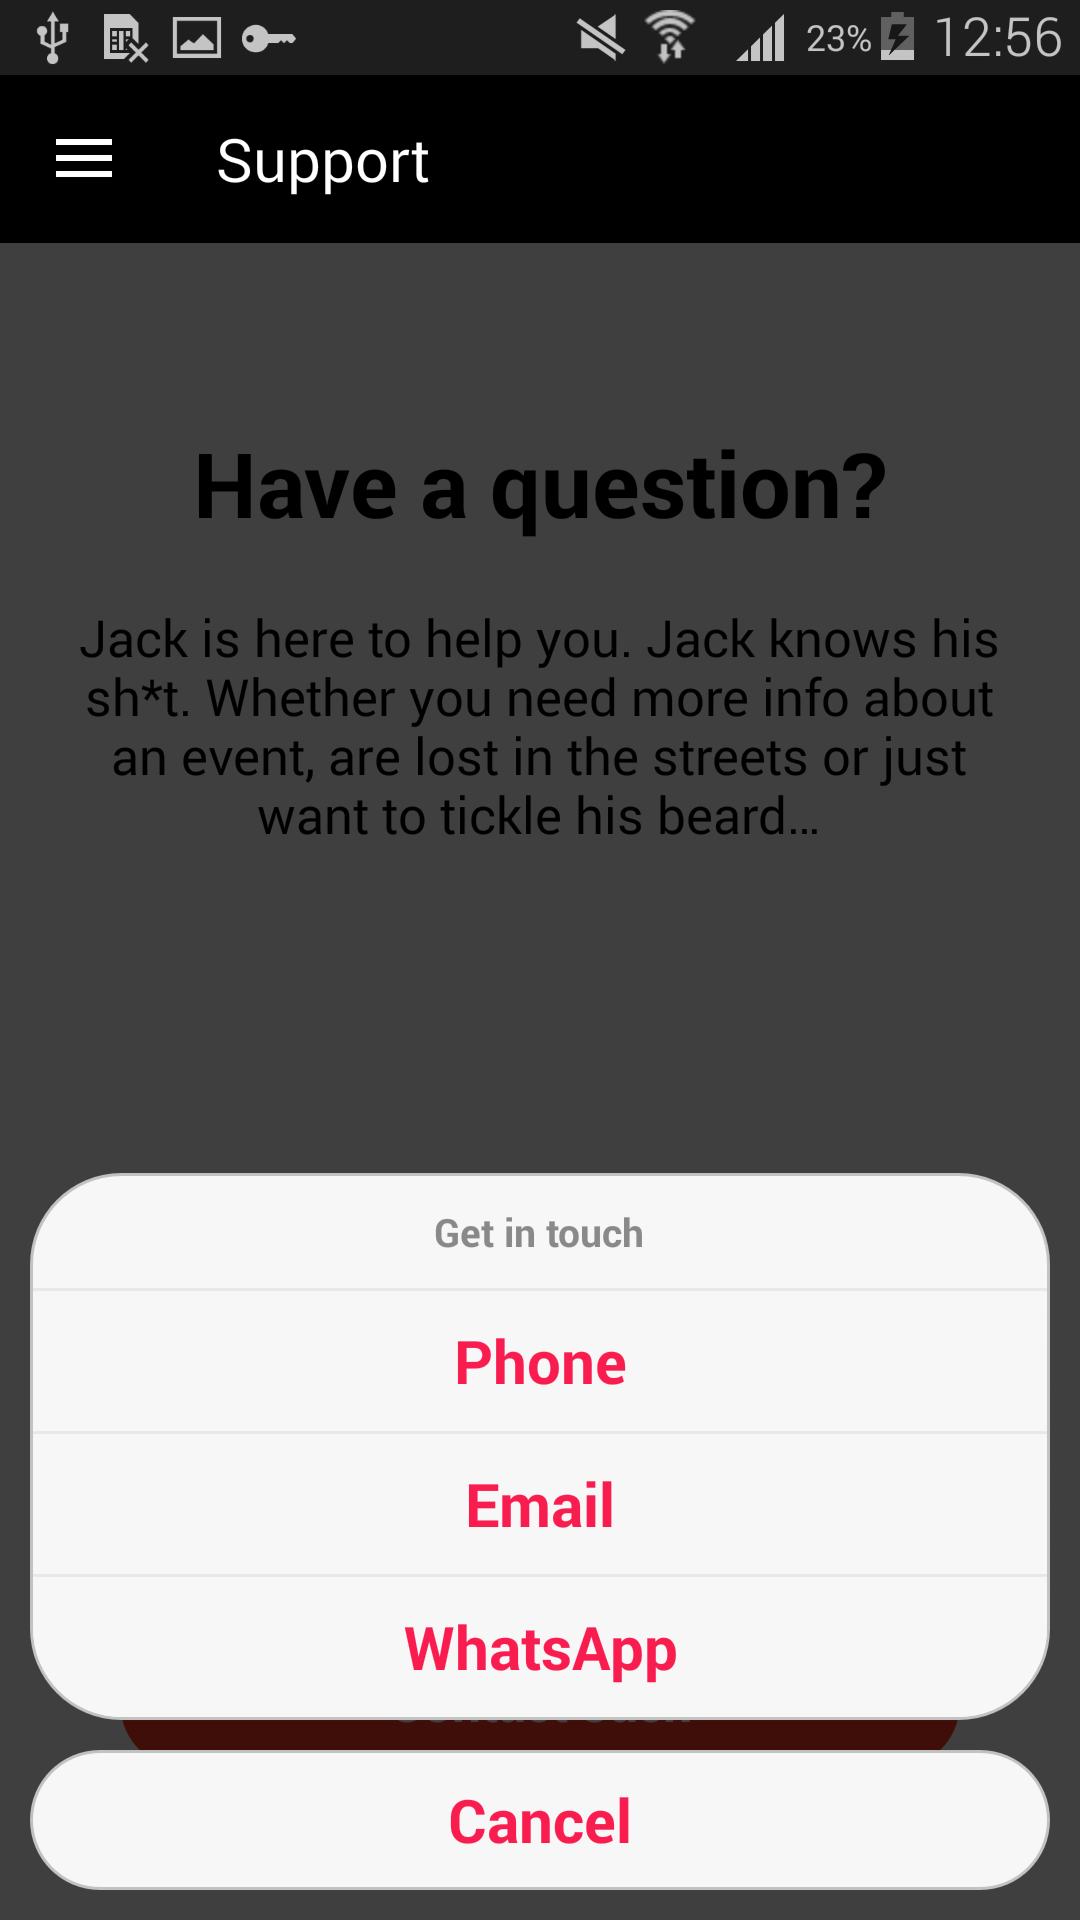 23% 12:56
Support
Have a question?
Jack is here to help you. Jack knows his
sh*t. Whether you need more info about
an event, are lost in the streets or just
want to tickle his beard...
Get in touch
Phone
Email
WhatsApp
Cancel